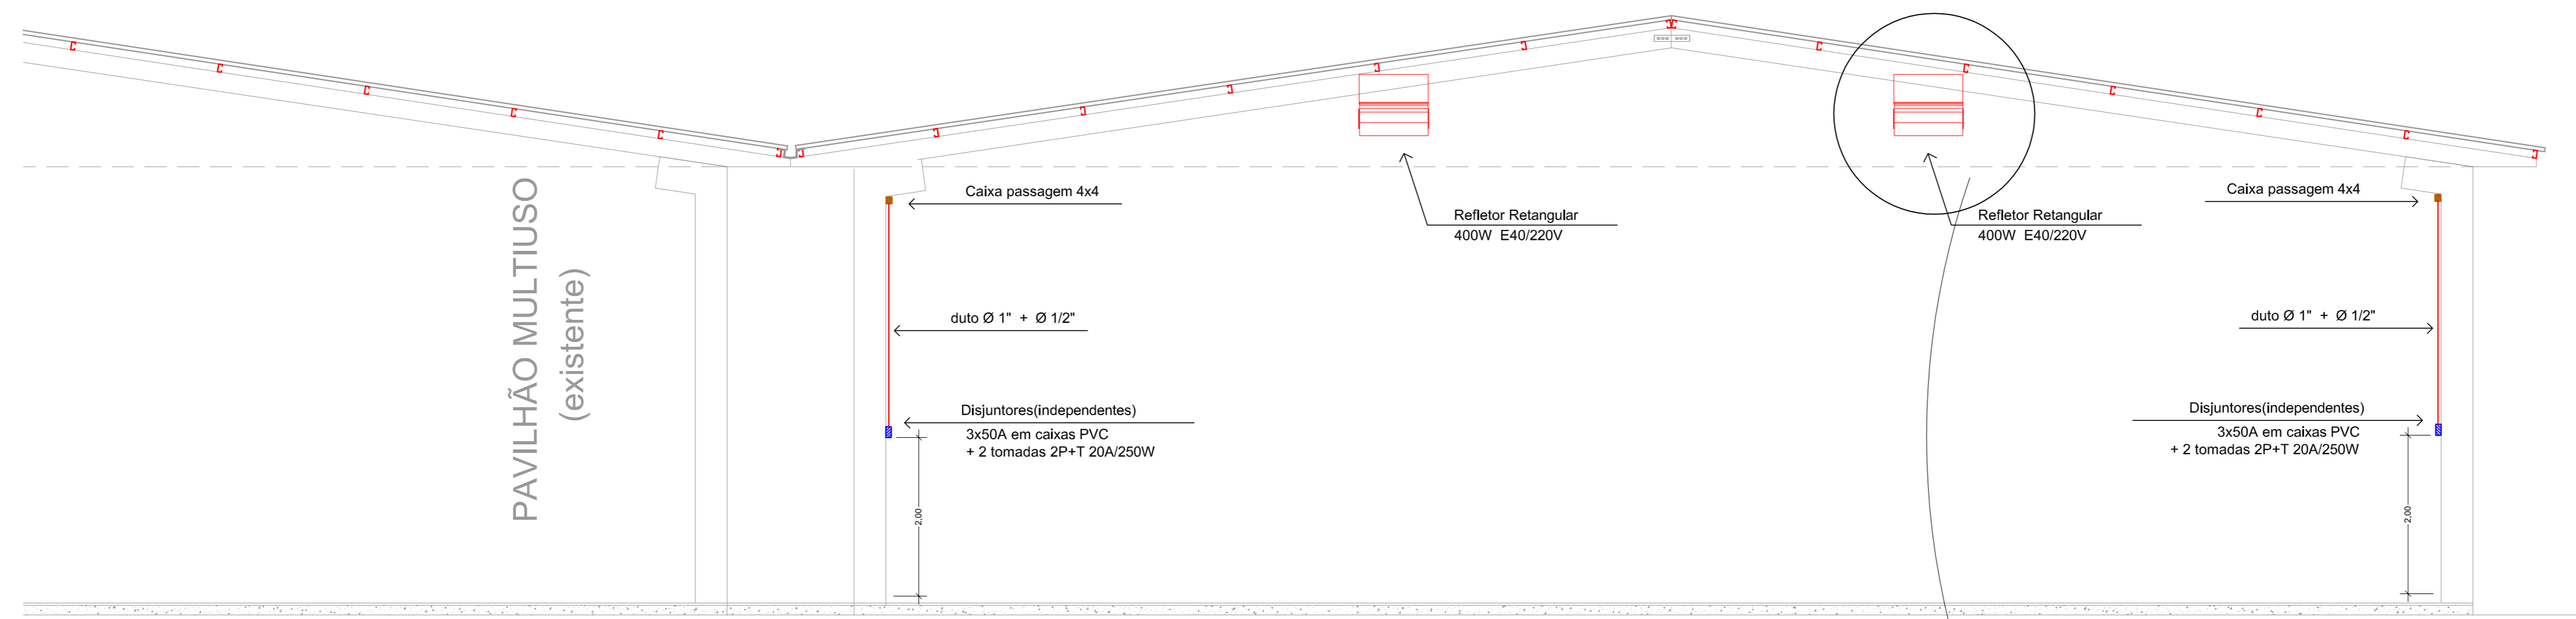 PAVILHÃO MULTIUSO
(existente)
Caixa passagem 4x4
duto Ø 1" + Ø 1/2"
Disjuntores(independentes)
3x50A em caixas PVC
+ 2 tomadas 2P+T 20A/250W
2,00
Refletor Retangular
400W E40/220V
Refletor Retangular
400W E40/220V
Caixa passagem 4x4
duto Ø 1" + Ø 1/2"
Disjuntores(independentes)
3x50A em caixas PVC
+ 2 tomadas 2P+T 20A/250W
2,00